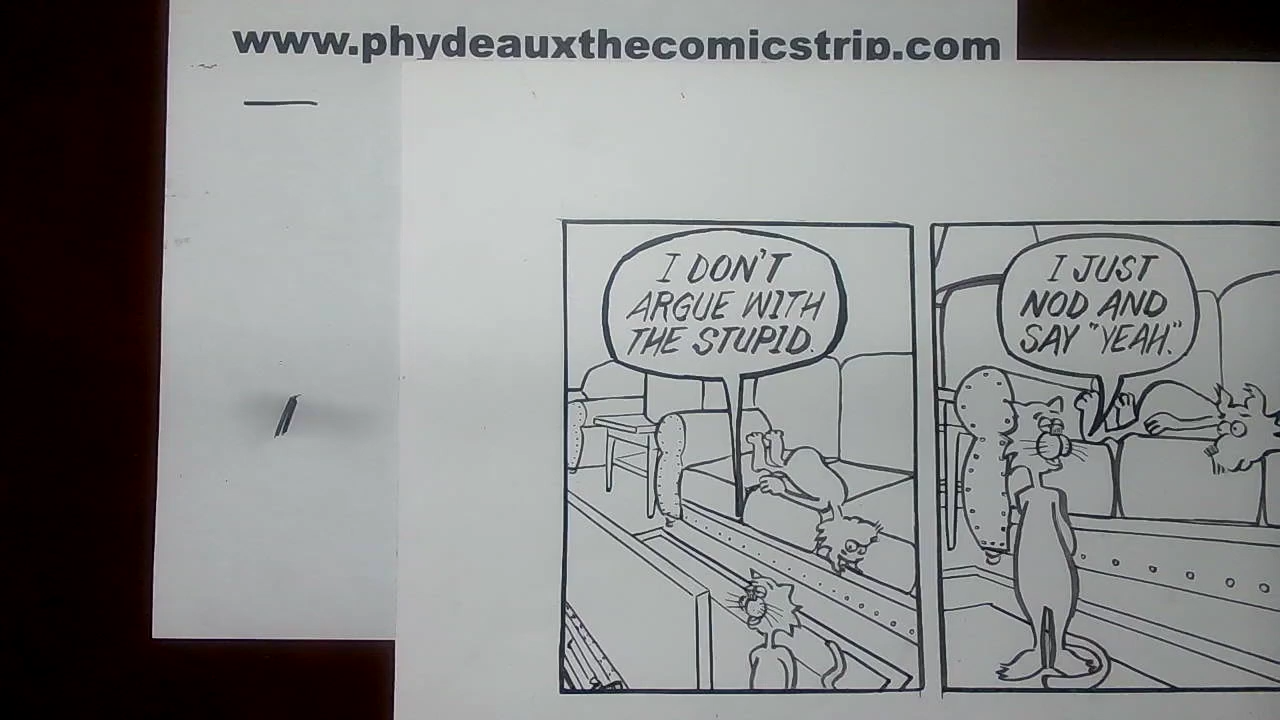 www.phydeauxthecomicstrip.com
I DON'T
ARGUE WITH
THE STUPID.
I JUST
NOD AND
SAY "YEAH."